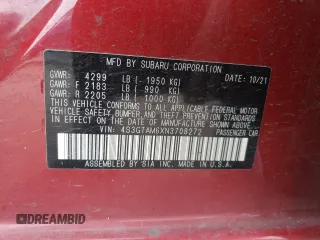 MFD BY SUBARU CORPORATION 10/21
GVWR: 4299 LB (-1950 KG)
GAWR: F 2183 LB (-990 KG)
GAWR: R 2205 LB (-1000 KG)
THIS VEHICLE CONFORMS TO ALL APPLICABLE FEDERAL MOTOR
VEHICLE SAFETY, BUMPER, AND THEFT PREVENTION STANDARDS
IN EFFECT ON THE DATE OF MANUFACTURE SHOWN ABOVE.
VIN: 4S3G7AM6XN3708272 PASSENGER CAR
ASSEMBLED BY SIA INC. MADE IN U.S.A.
DREAMBID